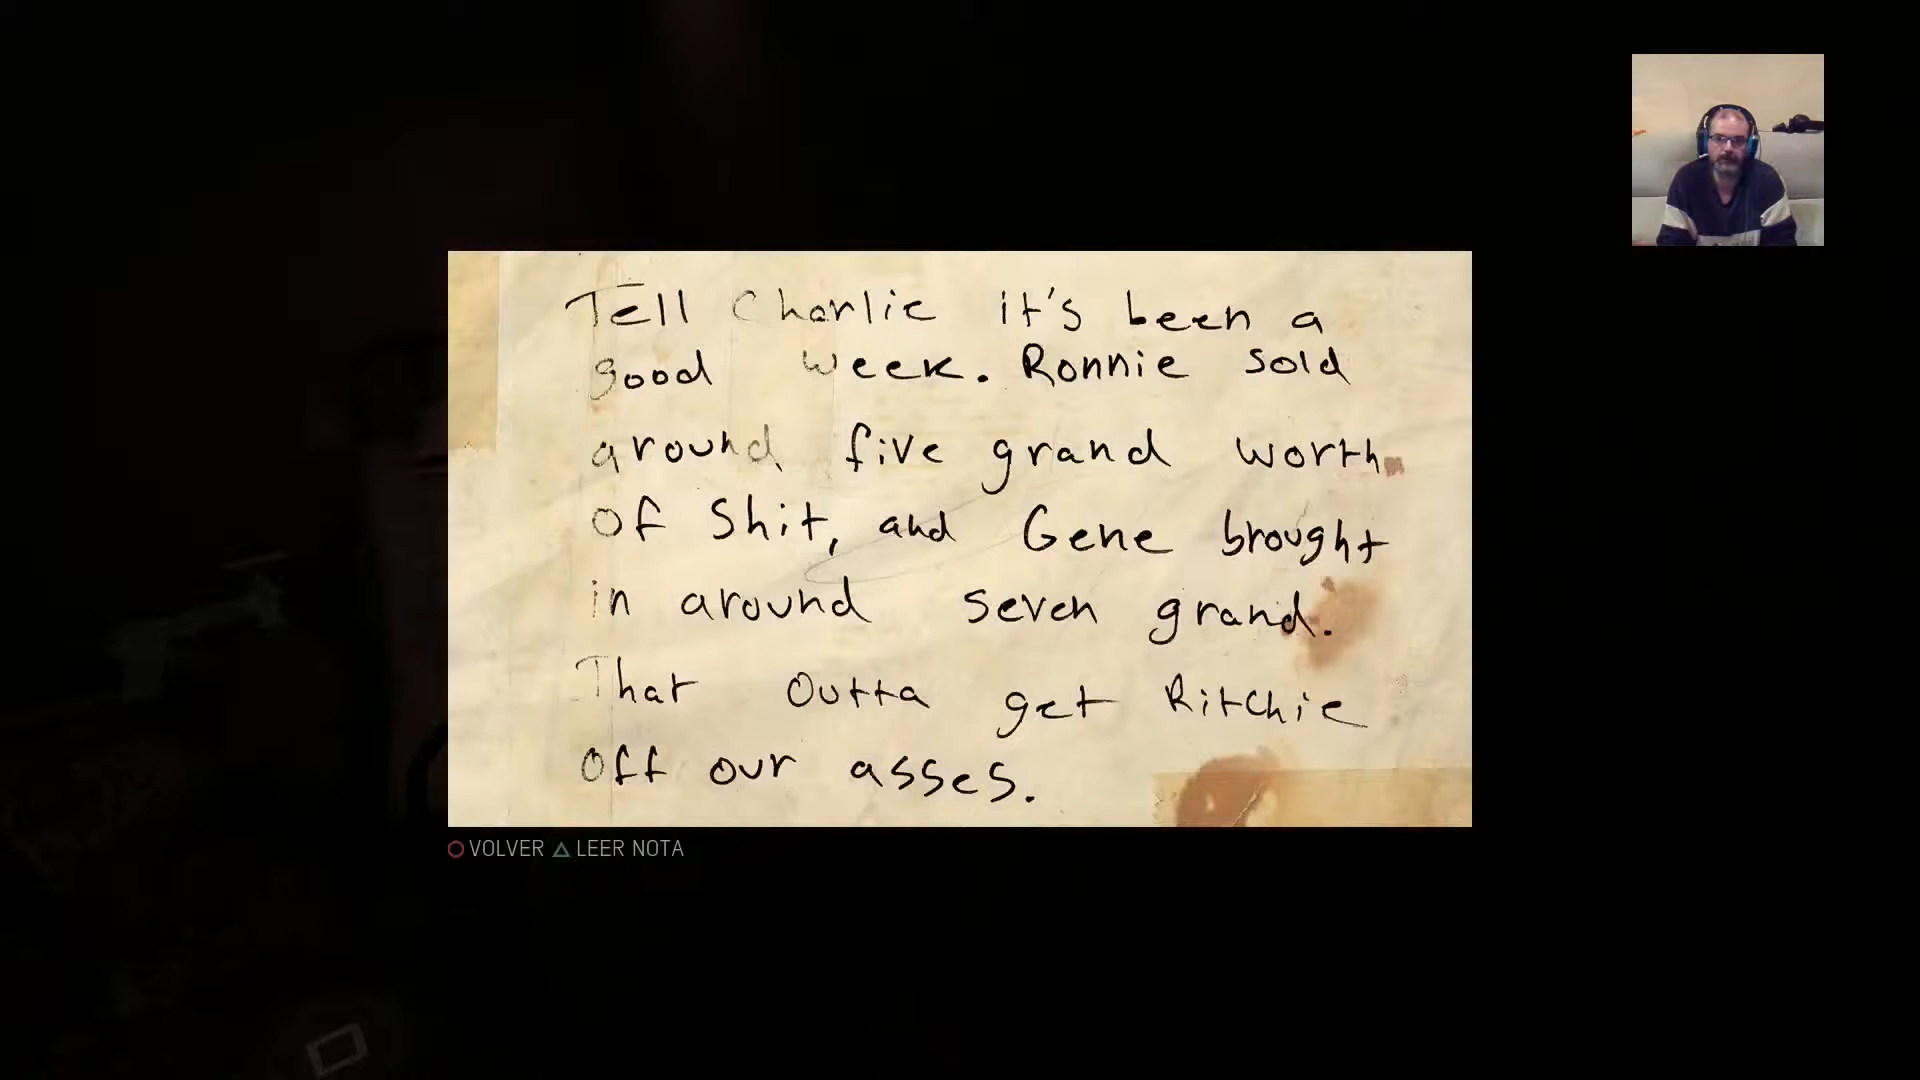 Tell Charlie it's been a
good week. Ronnie sold
around five grand worth
of Shit, and Gene brought
in around seven grand.
That Outta get Ritchie
off our asses.
VOLVER LEER NOTA